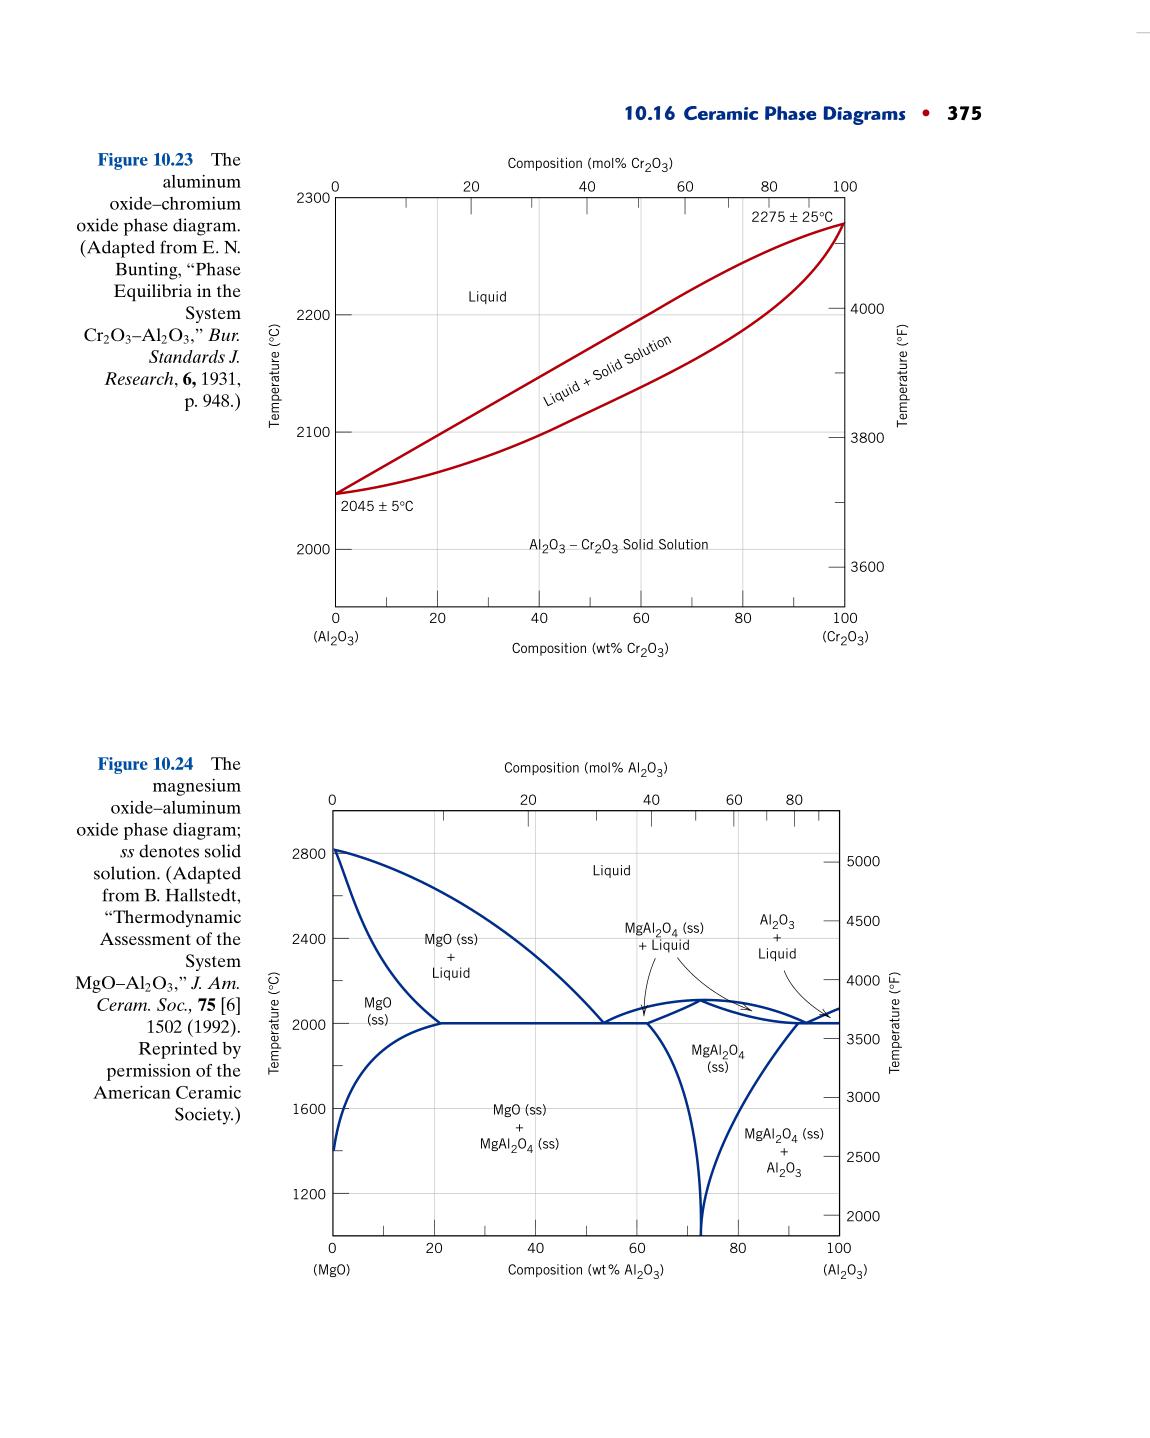 10.16 Ceramic Phase Diagrams • 375
Figure 10.23 The
aluminum
oxide–chromium
oxide phase diagram.
(Adapted from E. N.
Bunting, “Phase
Equilibria in the
System
Cr₂O₃–Al₂O₃,” Bur.
Standards J.
Research, 6, 1931,
p. 948.)
Composition (mol% Cr₂O₃)
0 20 40 60 80 100
2300
2275 ± 25°C
Liquid
2200
4000
Temperature (°C)
Temperature (°F)
Liquid + Solid Solution
2100
3800
2045 ± 5°C
2000
Al₂O₃ – Cr₂O₃ Solid Solution
3600
0 20 40 60 80 100
(Al₂O₃) (Cr₂O₃)
Composition (wt% Cr₂O₃)
Figure 10.24 The
magnesium
oxide–aluminum
oxide phase diagram;
ss denotes solid
solution. (Adapted
from B. Hallstedt,
“Thermodynamic
Assessment of the
System
MgO–Al₂O₃,” J. Am.
Ceram. Soc., 75 [6]
1502 (1992).
Reprinted by
permission of the
American Ceramic
Society.)
Composition (mol% Al₂O₃)
0 20 40 60 80
2800
5000
Liquid
4500
MgAl₂O₄ (ss)
+ Liquid
Al₂O₃
+
Liquid
2400
MgO (ss)
+
Liquid
4000
Temperature (°C)
Temperature (°F)
MgO
(ss)
2000
3500
MgAl₂O₄
(ss)
3000
1600
MgO (ss)
+
MgAl₂O₄ (ss)
MgAl₂O₄ (ss)
+
Al₂O₃
2500
1200
2000
0 20 40 60 80 100
(MgO) (Al₂O₃)
Composition (wt% Al₂O₃)